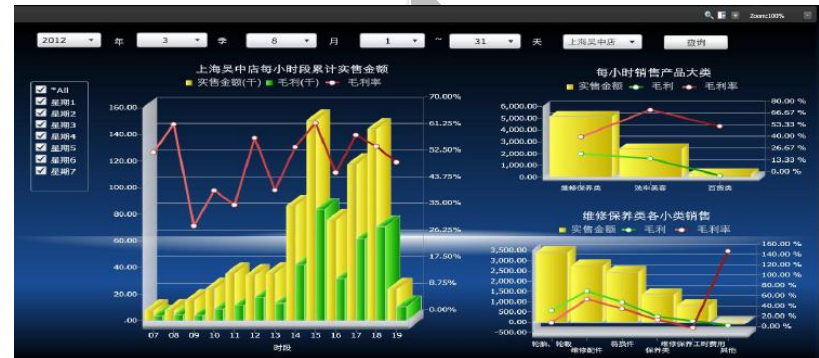 Zoom:100%
2012 年 3 季 8 月 1 ~ 31 天 上海吴中店 查询
*All
星期1
星期2
星期3
星期4
星期5
星期6
星期7
上海吴中店每小时段累计实售金额
实售金额(千) 毛利(千) 毛利率
160.00
140.00
120.00
100.00
80.00
60.00
40.00
20.00
.00
70.00%
61.25%
52.50%
43.75%
35.00%
26.25%
17.50%
8.75%
0.00%
07 08 09 10 11 12 13 14 15 16 17 18 19
时段
每小时销售产品大类
实售金额 毛利 毛利率
6,000.00
5,000.00
4,000.00
3,000.00
2,000.00
1,000.00
0.00
80.00 %
66.67 %
53.33 %
40.00 %
26.67 %
13.33 %
0.00 %
维修保养类 洗车美容 百货类
维修保养类各小类销售
实售金额 毛利 毛利率
3,500.00
3,000.00
2,500.00
2,000.00
1,500.00
1,000.00
500.00
0.00
-500.00
160.00 %
140.00 %
120.00 %
100.00 %
80.00 %
60.00 %
40.00 %
20.00 %
0.00 %
轮胎、轮毂 易损件 维修保养工时费用
维修配件 保养类 其他